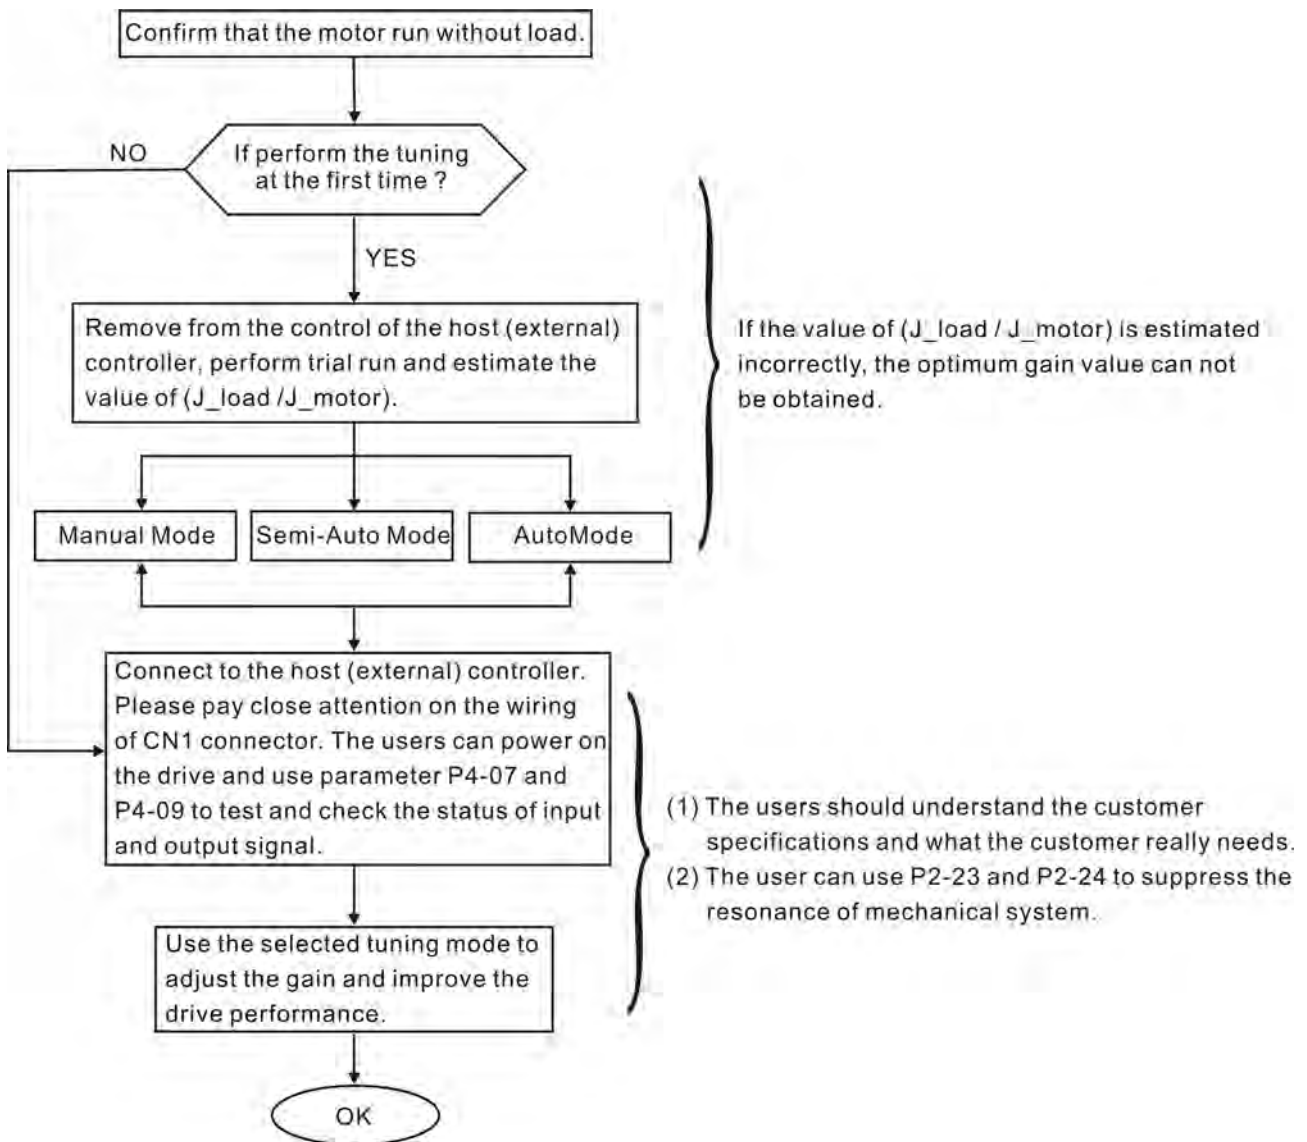 Confirm that the motor run without load.
NO
If perform the tuning
at the first time ?
YES
Remove from the control of the host (external)
controller, perform trial run and estimate the
value of (J_load /J_motor).
If the value of (J_load / J_motor) is estimated
incorrectly, the optimum gain value can not
be obtained.
Manual Mode
Semi-Auto Mode
AutoMode
Connect to the host (external) controller.
Please pay close attention on the wiring
of CN1 connector. The users can power on
the drive and use parameter P4-07 and
P4-09 to test and check the status of input
and output signal.
(1) The users should understand the customer
specifications and what the customer really needs.
(2) The user can use P2-23 and P2-24 to suppress the
resonance of mechanical system.
Use the selected tuning mode to
adjust the gain and improve the
drive performance.
OK